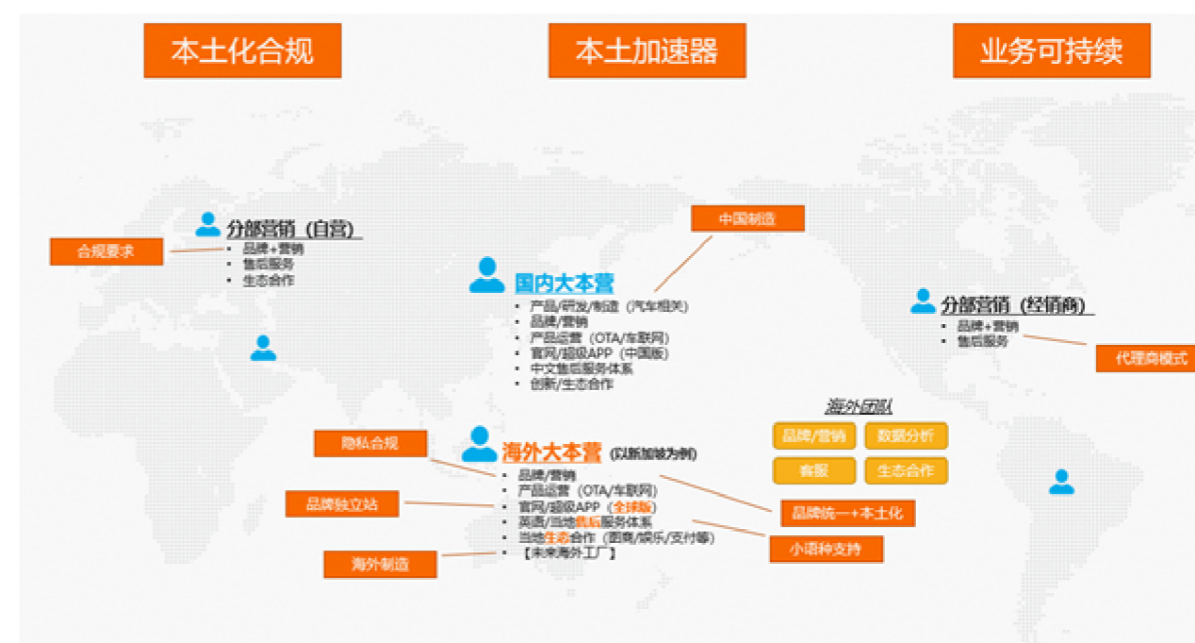 本土化合规
本土加速器
业务可持续
分部营销（自营）
• 品牌+营销
• 售后服务
• 生态合作
合规要求
中国制造
国内大本营
• 产品/研发/制造（汽车相关）
• 品牌/营销
• 产品运营（OTA/车联网）
• 官网/超级APP（中国版）
• 中文售后服务体系
• 创新/生态合作
分部营销（经销商）
• 品牌+营销
• 售后服务
代理商模式
海外团队
品牌/营销
数据分析
客服
生态合作
隐私合规
品牌独立站
海外制造
海外大本营（以新加坡为例）
• 品牌/营销
• 产品运营（OTA/车联网）
• 官网/超级APP（全球版）
• 英语/当地售后服务体系
• 当地生态合作（图商/娱乐/支付等）
• 【未来海外工厂】
品牌统一+本土化
小语种支持